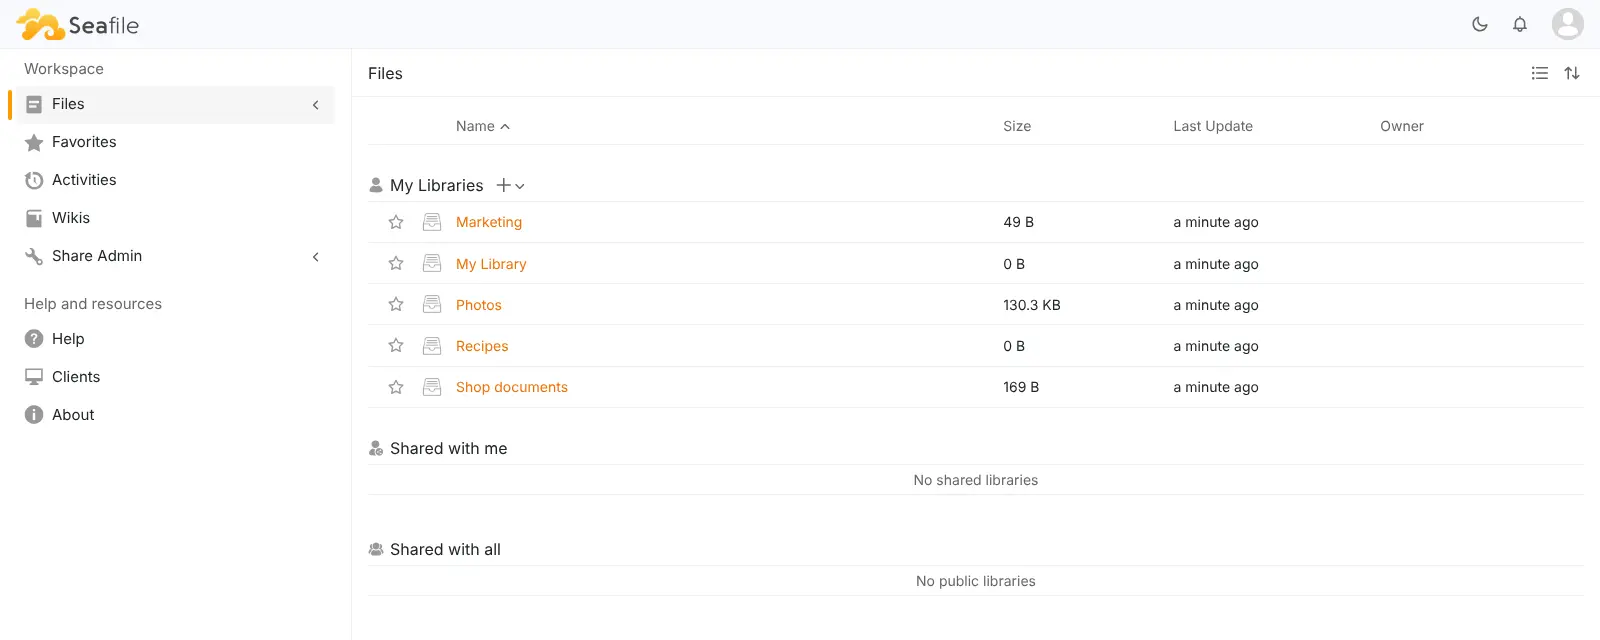 Seafile
Workspace
Files
Favorites
Activities
Wikis
Share Admin
Help and resources
Help
Clients
About
Files
Name Size Last Update Owner
My Libraries
Marketing 49 B a minute ago
My Library 0 B a minute ago
Photos 130.3 KB a minute ago
Recipes 0 B a minute ago
Shop documents 169 B a minute ago
Shared with me
No shared libraries
Shared with all
No public libraries